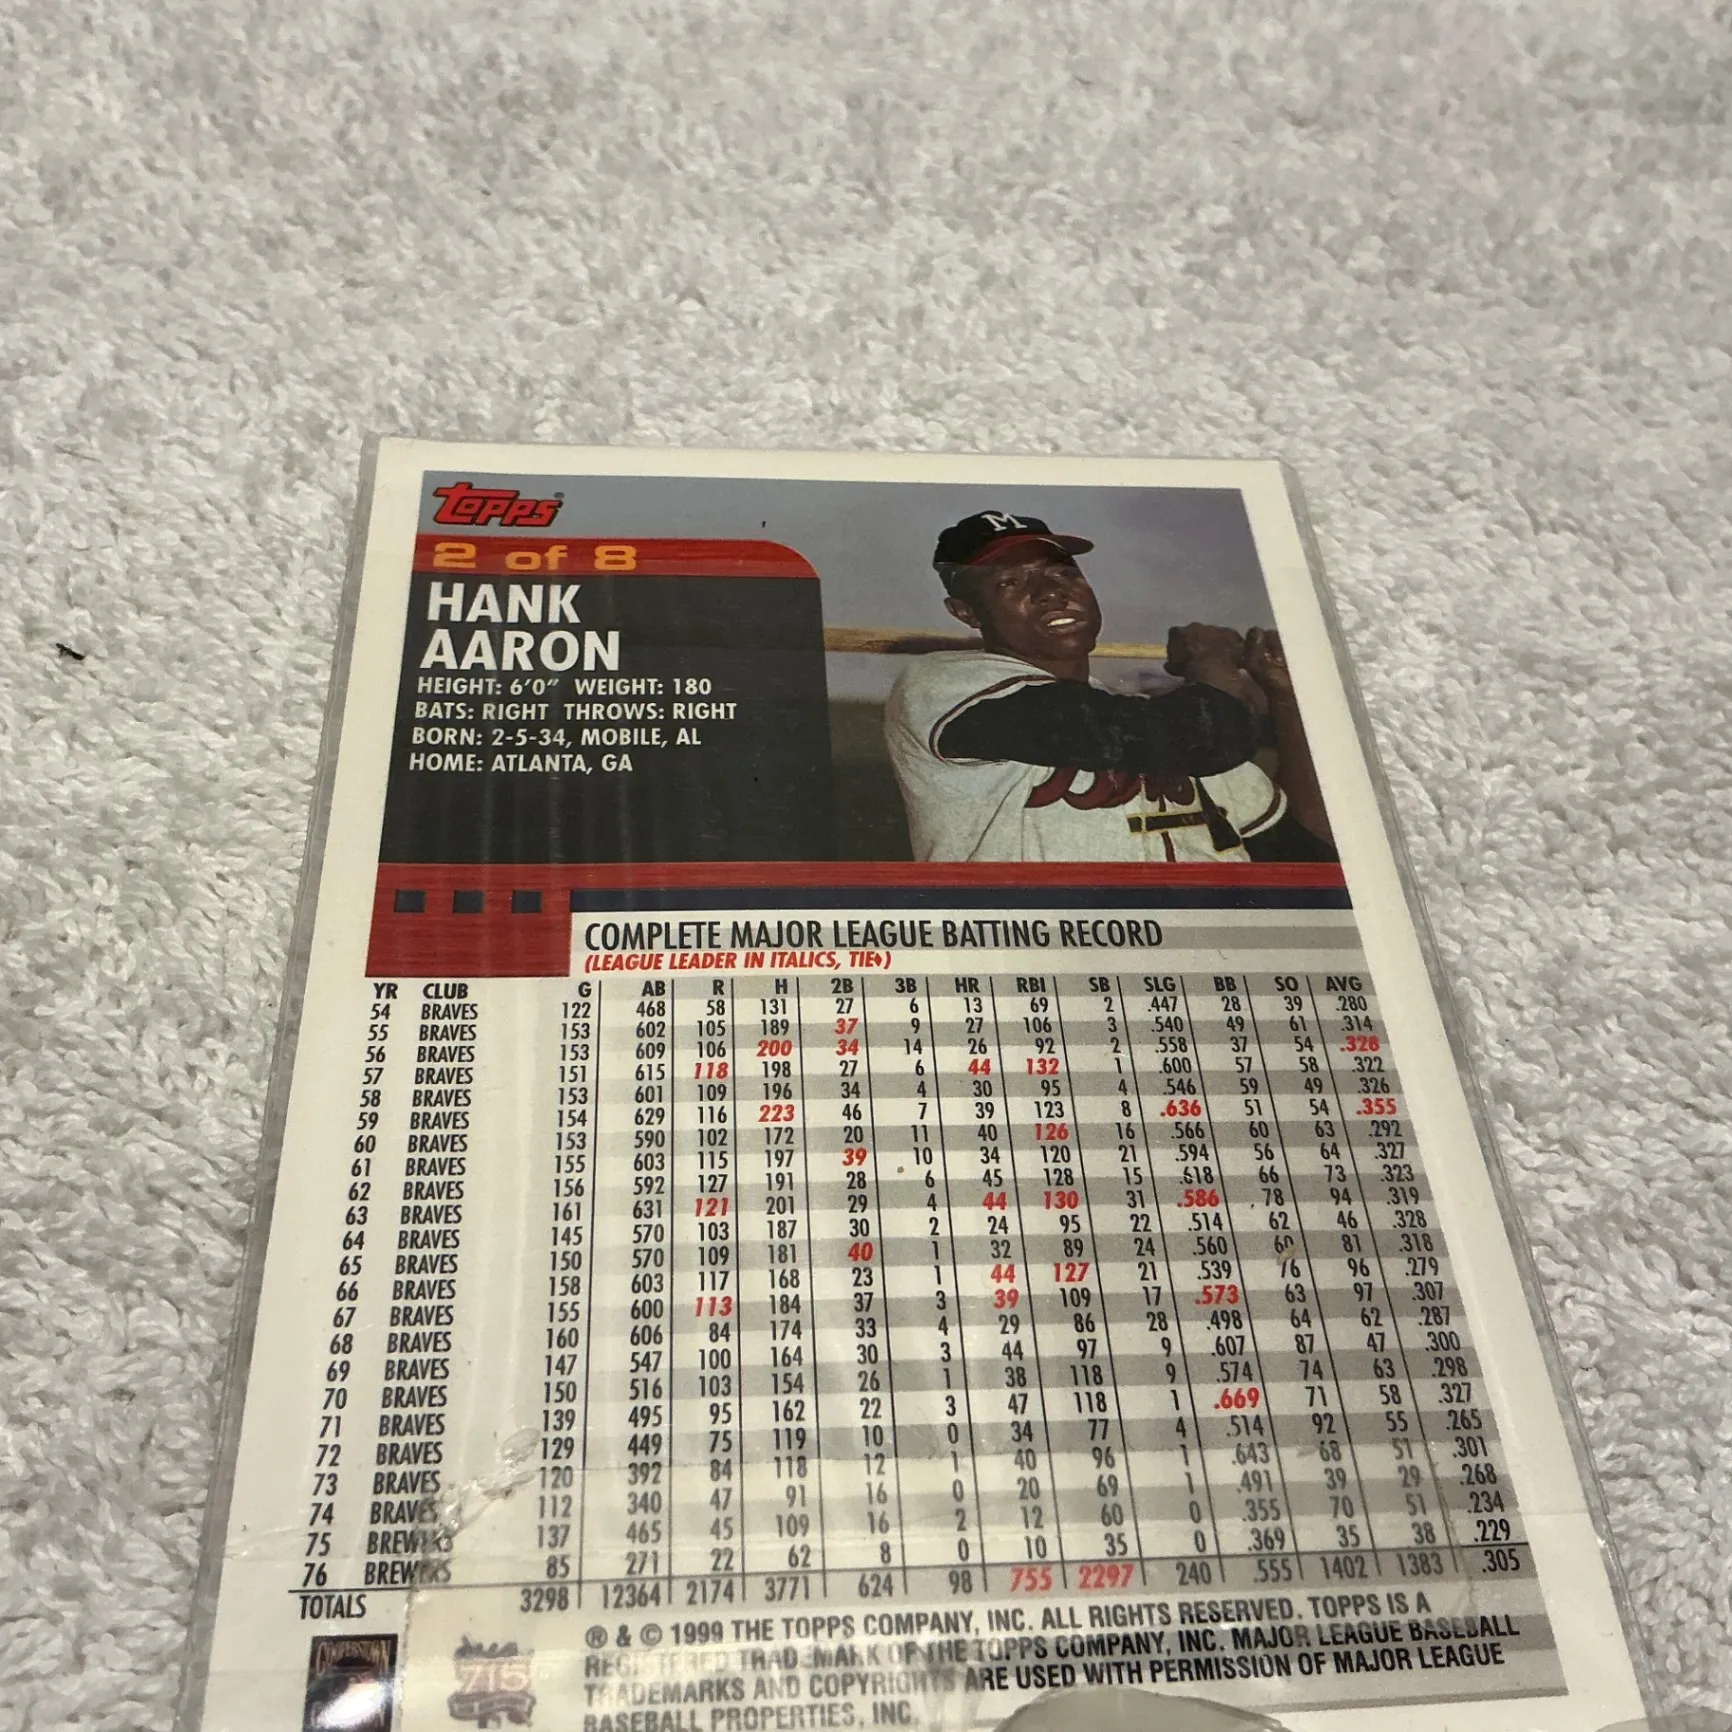 topps
2 of 8
HANK
AARON
HEIGHT: 6'0" WEIGHT: 180
BATS: RIGHT THROWS: RIGHT
BORN: 2-5-34, MOBILE, AL
HOME: ATLANTA, GA
M
COMPLETE MAJOR LEAGUE BATTING RECORD
(LEAGUE LEADER IN ITALICS, TIE♦)
YR CLUB G AB R H 2B 3B HR RBI SB SLG BB SO AVG
54 BRAVES 122 468 58 131 27 6 13 69 2 .447 28 39 .280
55 BRAVES 153 602 105 189 37 9 27 106 3 .540 49 61 .314
56 BRAVES 153 609 106 200 34 14 26 92 2 .558 37 54 .328
57 BRAVES 151 615 118 198 27 6 44 132 1 .600 57 58 .322
58 BRAVES 153 601 109 196 34 4 30 95 4 .546 59 49 .326
59 BRAVES 154 629 116 223 46 7 39 123 8 .636 51 54 .355
60 BRAVES 153 590 102 172 20 11 40 126 16 .566 60 63 .292
61 BRAVES 155 603 115 197 39 10 34 120 21 .594 56 64 .327
62 BRAVES 156 592 127 191 28 6 45 128 15 .618 66 73 .323
63 BRAVES 161 631 121 201 29 4 44 130 31 .586 78 94 .319
64 BRAVES 145 570 103 187 30 2 24 95 22 .514 62 46 .328
65 BRAVES 150 570 109 181 40 1 32 89 24 .560 60 81 .318
66 BRAVES 158 603 117 168 23 1 44 127 21 .539 76 96 .279
67 BRAVES 155 600 113 184 37 3 39 109 17 .573 63 97 .307
68 BRAVES 160 606 84 174 33 4 29 86 28 .498 64 62 .287
69 BRAVES 147 547 100 164 30 3 44 97 9 .607 87 47 .300
70 BRAVES 150 516 103 154 26 1 38 118 9 .574 74 63 .298
71 BRAVES 139 495 95 162 22 3 47 118 1 .669 71 58 .327
72 BRAVES 129 449 75 119 10 0 34 77 4 .514 92 55 .265
73 BRAVES 120 392 84 118 12 1 40 96 1 .643 68 51 .301
74 BRAVES 112 340 47 91 16 0 20 69 1 .491 39 29 .268
75 BREWERS 137 465 45 109 16 2 12 60 0 .355 70 51 .234
76 BREWERS 85 271 22 62 8 0 10 35 0 .369 35 38 .229
TOTALS 3298 12364 2174 3771 624 98 755 2297 240 .555 1402 1383 .305
COOPERSTOWN
715
® & © 1999 THE TOPPS COMPANY, INC. ALL RIGHTS RESERVED. TOPPS IS A
REGISTERED TRADEMARK OF THE TOPPS COMPANY, INC. MAJOR LEAGUE BASEBALL
TRADEMARKS AND COPYRIGHTS ARE USED WITH PERMISSION OF MAJOR LEAGUE
BASEBALL PROPERTIES, INC.